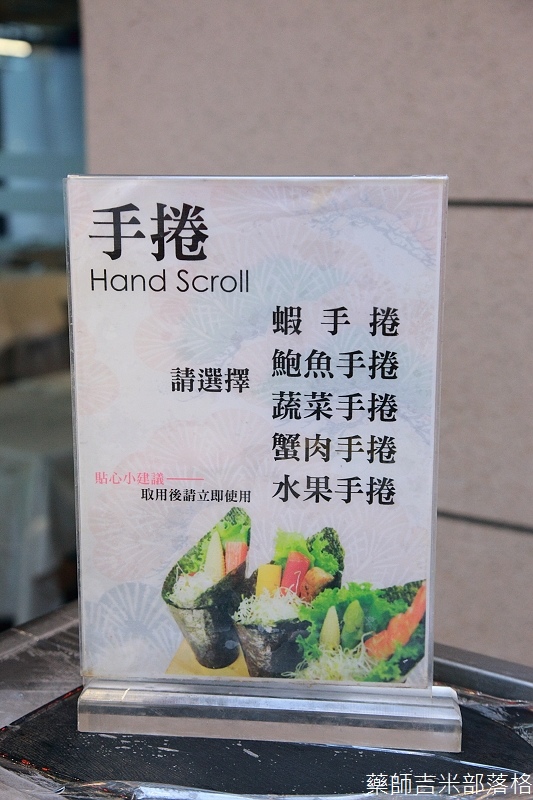 手捲
Hand Scroll
請選擇
蝦手捲
鮑魚手捲
蔬菜手捲
蟹肉手捲
水果手捲
貼心小建議——
取用後請立即使用
藥師吉米部落格